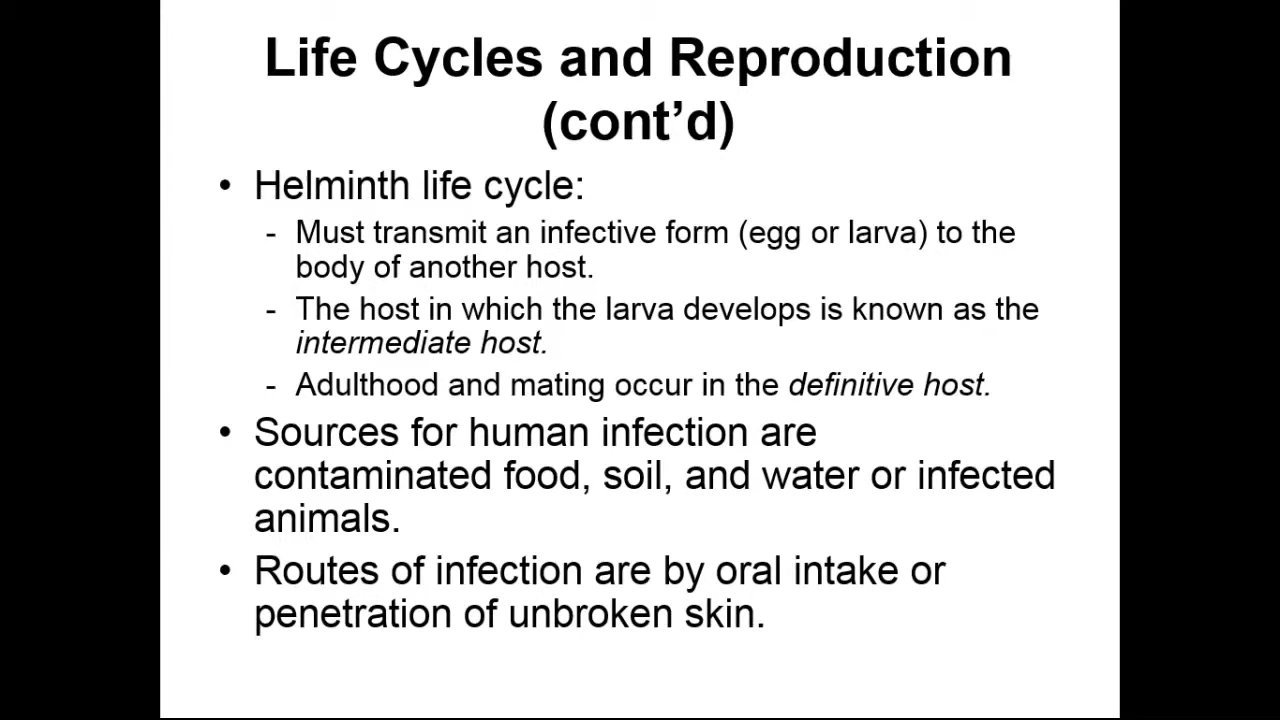 Life Cycles and Reproduction
(cont’d)
• Helminth life cycle:
- Must transmit an infective form (egg or larva) to the
body of another host.
- The host in which the larva develops is known as the
intermediate host.
- Adulthood and mating occur in the definitive host.
• Sources for human infection are
contaminated food, soil, and water or infected
animals.
• Routes of infection are by oral intake or
penetration of unbroken skin.